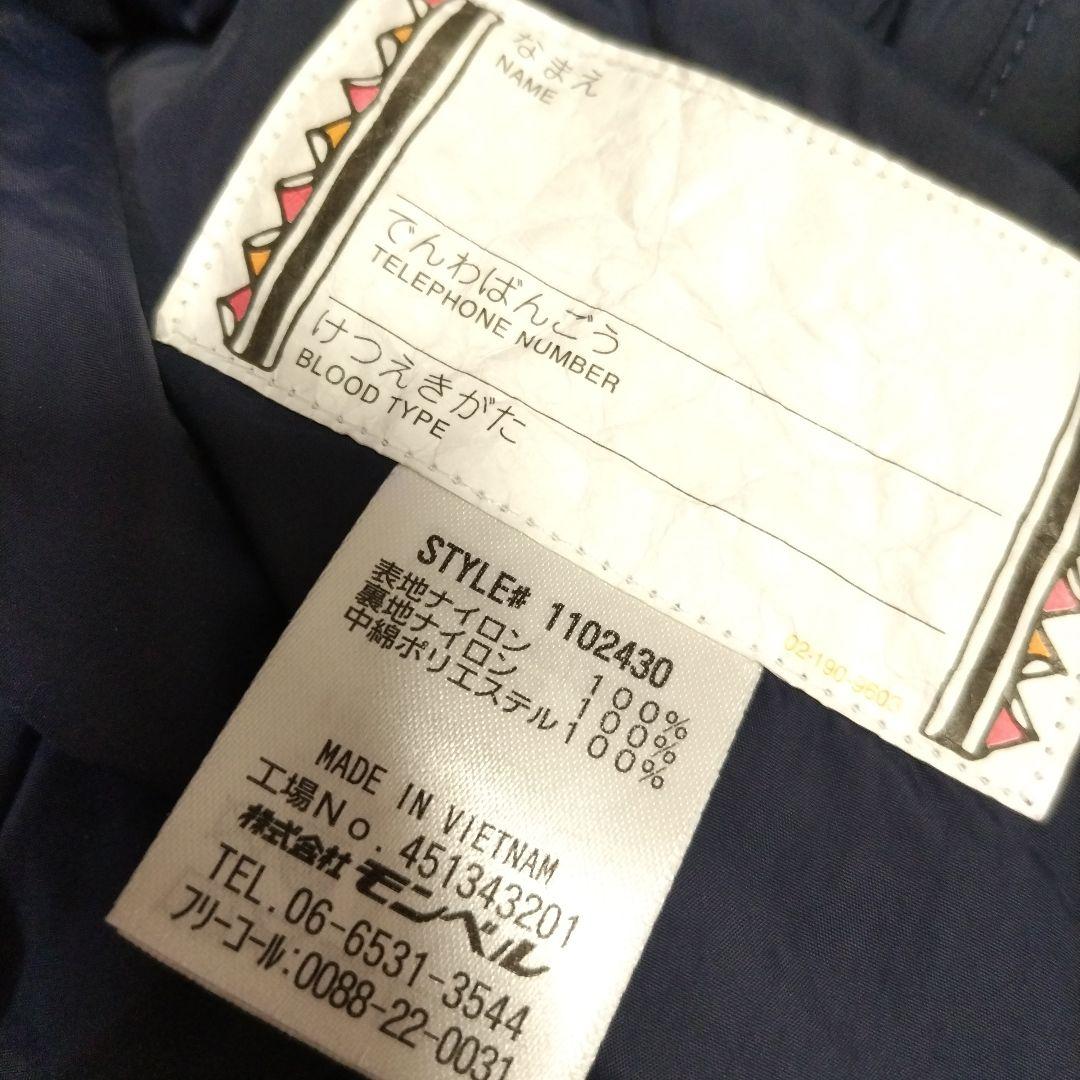 なまえ
NAME
でんわばんごう
TELEPHONE NUMBER
けつえきがた
BLOOD TYPE
02-190-9603
STYLE# 1102430
表地ナイロン 100%
裏地ナイロン 100%
中綿ポリエステル100%
MADE IN VIETNAM
工場No.451343201
株式会社モンベル
TEL.06-6531-3544
フリーコール:0088-22-0031